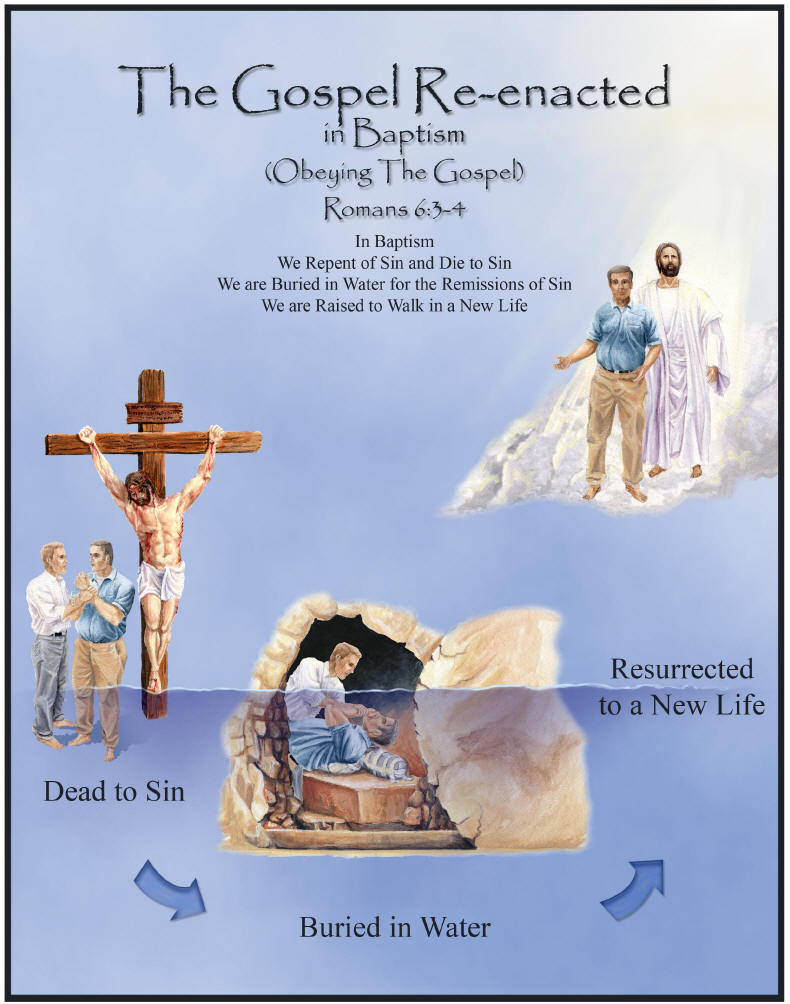 The Gospel Re-enacted
in Baptism
(Obeying The Gospel)
Romans 6:3-4
In Baptism
We Repent of Sin and Die to Sin
We are Buried in Water for the Remissions of Sin
We are Raised to Walk in a New Life
Resurrected
to a New Life
Dead to Sin
Buried in Water